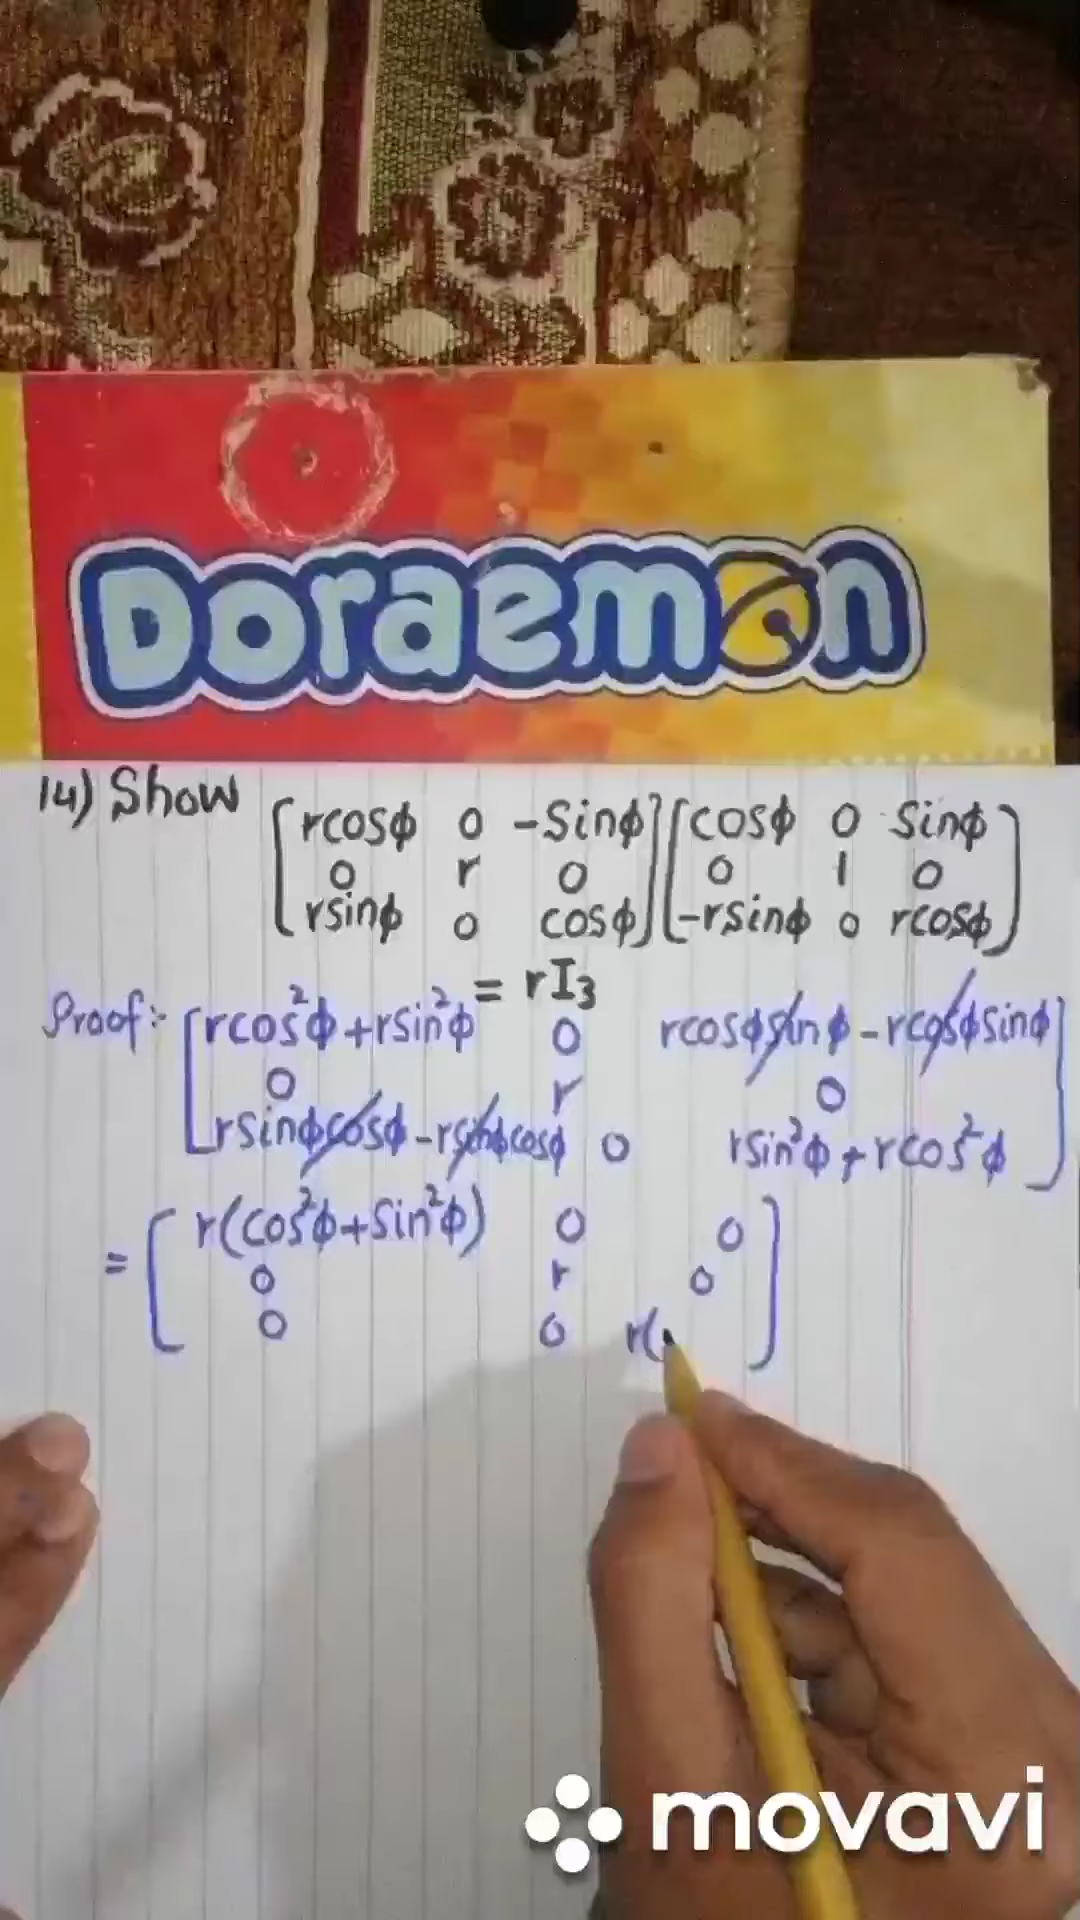 Doraemon
14) Show [rcosϕ 0 -Sinϕ] [cosϕ 0 Sinϕ]
[0 r 0] [0 1 0]
[rsinϕ 0 cosϕ] [-rsinϕ 0 rcosϕ]
= rI₃
Proof:- [rcos²ϕ+rsin²ϕ 0 rcosϕsinϕ-rcosϕsinϕ]
[0 r 0]
[rsinϕcosϕ-rsinϕcosϕ 0 rsin²ϕ+rcos²ϕ]
= [r(cos²ϕ+Sin²ϕ) 0 0]
[0 r 0]
[0 0 r(]
movavi